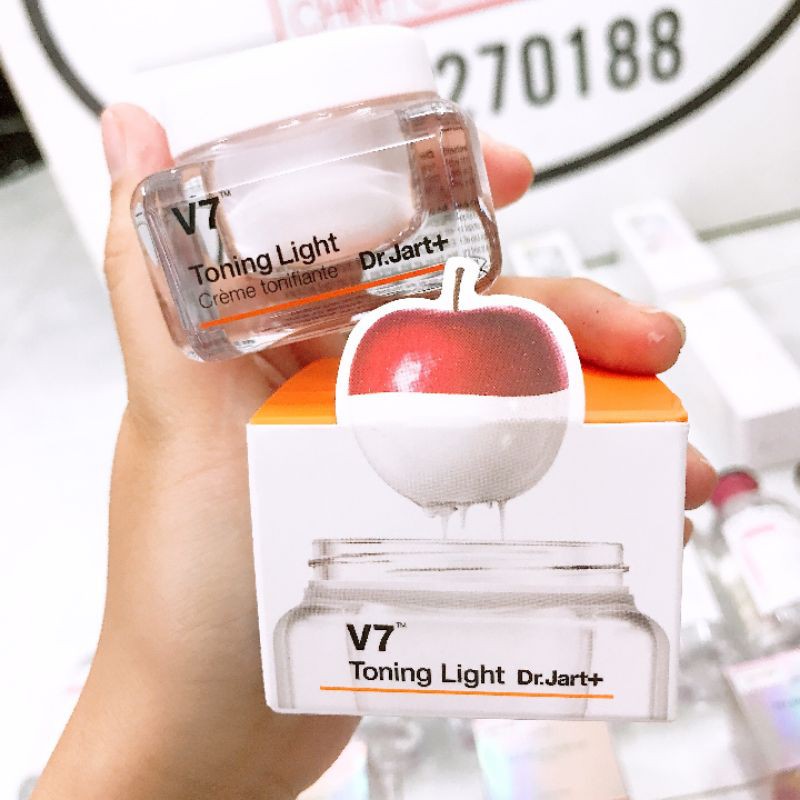 270188
V7™
Toning Light Dr.Jart+
Crème tonifiante
V7™
Toning Light Dr.Jart+